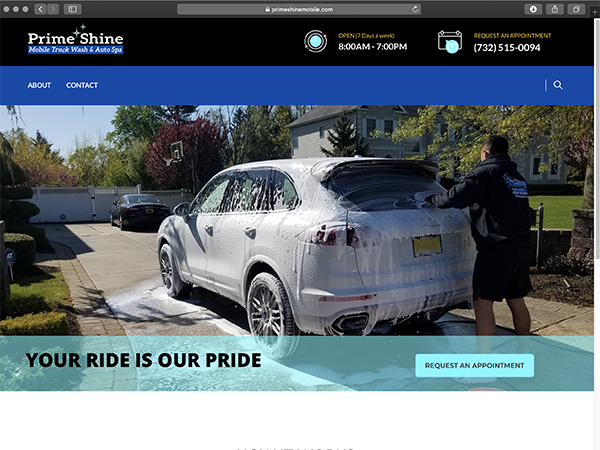 primeshinemobile.com
Prime Shine
Mobile Truck Wash & Auto Spa
OPEN (7 Days a week)
8:00AM - 7:00PM
REQUEST AN APPOINTMENT
(732) 515-0094
ABOUT
CONTACT
YOUR RIDE IS OUR PRIDE
REQUEST AN APPOINTMENT